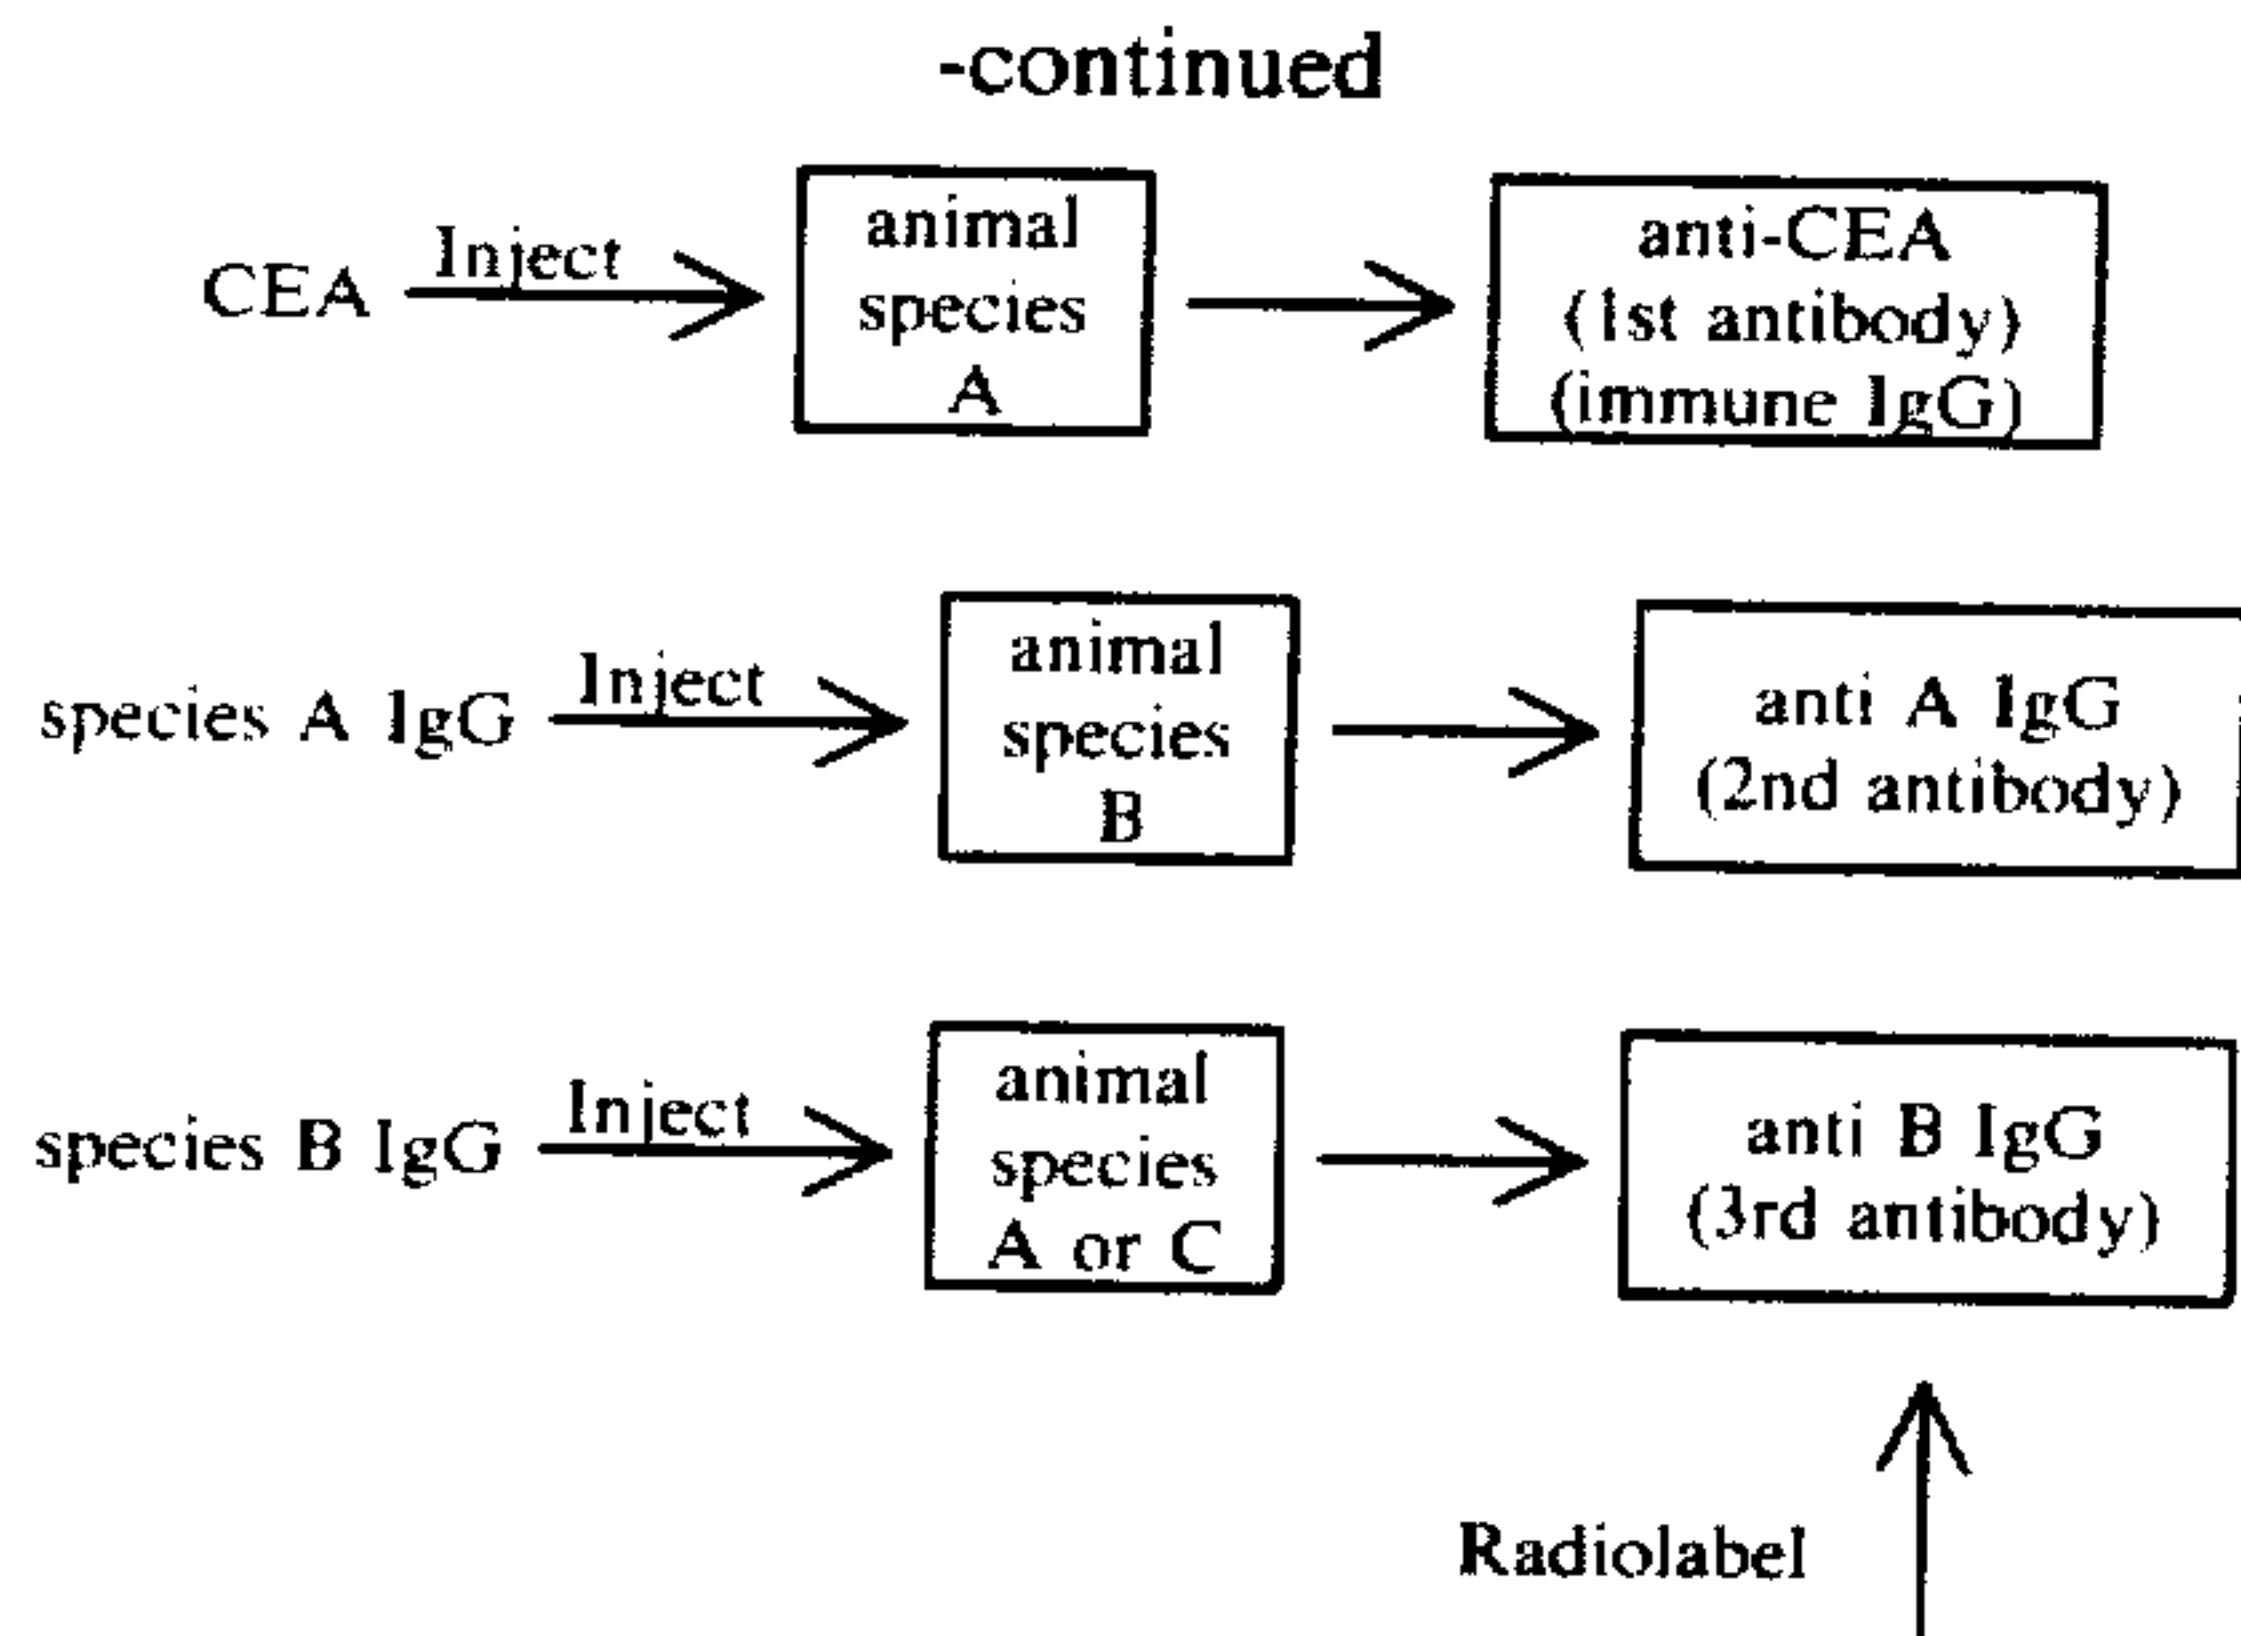 -continued
CEA
Inject
animal
species
A
anti-CEA
(1st antibody)
(immune IgG)
species A IgG
Inject
animal
species
B
anti A IgG
(2nd antibody)
species B IgG
Inject
animal
species
A or C
anti B IgG
(3rd antibody)
Radiolabel